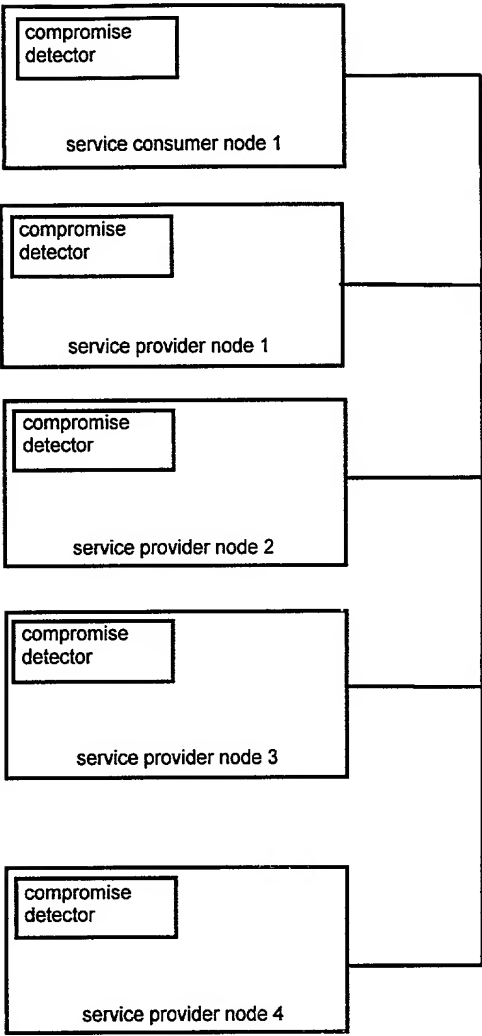 compromise
detector
service consumer node 1
compromise
detector
service provider node 1
compromise
detector
service provider node 2
compromise
detector
service provider node 3
compromise
detector
service provider node 4